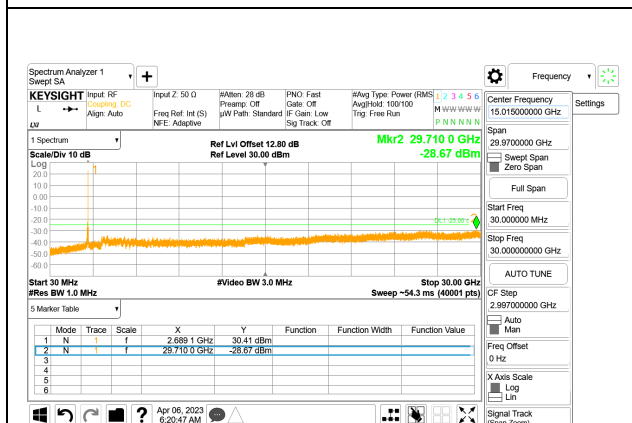 Spectrum Analyzer 1
Swept SA
Frequency
KEYSIGHT
Input: RF
Coupling: DC
Align: Auto
Input Z: 50 Ω
Freq Ref: Int (S)
NFE: Adaptive
#Atten: 28 dB
Preamp: Off
µW Path: Standard
PNO: Fast
Gate: Off
IF Gain: Low
Sig Track: Off
#Avg Type: Power (RMS
Avg|Hold: 100/100
Trig: Free Run
1 2 3 4 5 6
M W W W W W
P N N N N N
L
LXI
Center Frequency
15.015000000 GHz
Settings
Span
29.9700000 GHz
Swept Span
Zero Span
Full Span
Start Freq
30.000000 MHz
Stop Freq
30.000000000 GHz
AUTO TUNE
CF Step
2.997000000 GHz
Auto
Man
Freq Offset
0 Hz
X Axis Scale
Log
Lin
Signal Track
(Span Zoom)
1 Spectrum
Scale/Div 10 dB
Ref Lvl Offset 12.80 dB
Ref Level 30.00 dBm
Mkr2 29.710 0 GHz
-28.67 dBm
Log
20.0
10.0
0.00
-10.0
-20.0
-30.0
-40.0
-50.0
-60.0
1
Start 30 MHz
#Res BW 1.0 MHz
#Video BW 3.0 MHz
Stop 30.00 GHz
Sweep ~54.3 ms (40001 pts)
5 Marker Table
Mode Trace Scale X Y Function Function Width Function Value
1 N 1 f 2.689 1 GHz 30.41 dBm
2 N 1 f 29.710 0 GHz -28.67 dBm
3
4
5
6
Apr 06, 2023
6:20:47 AM